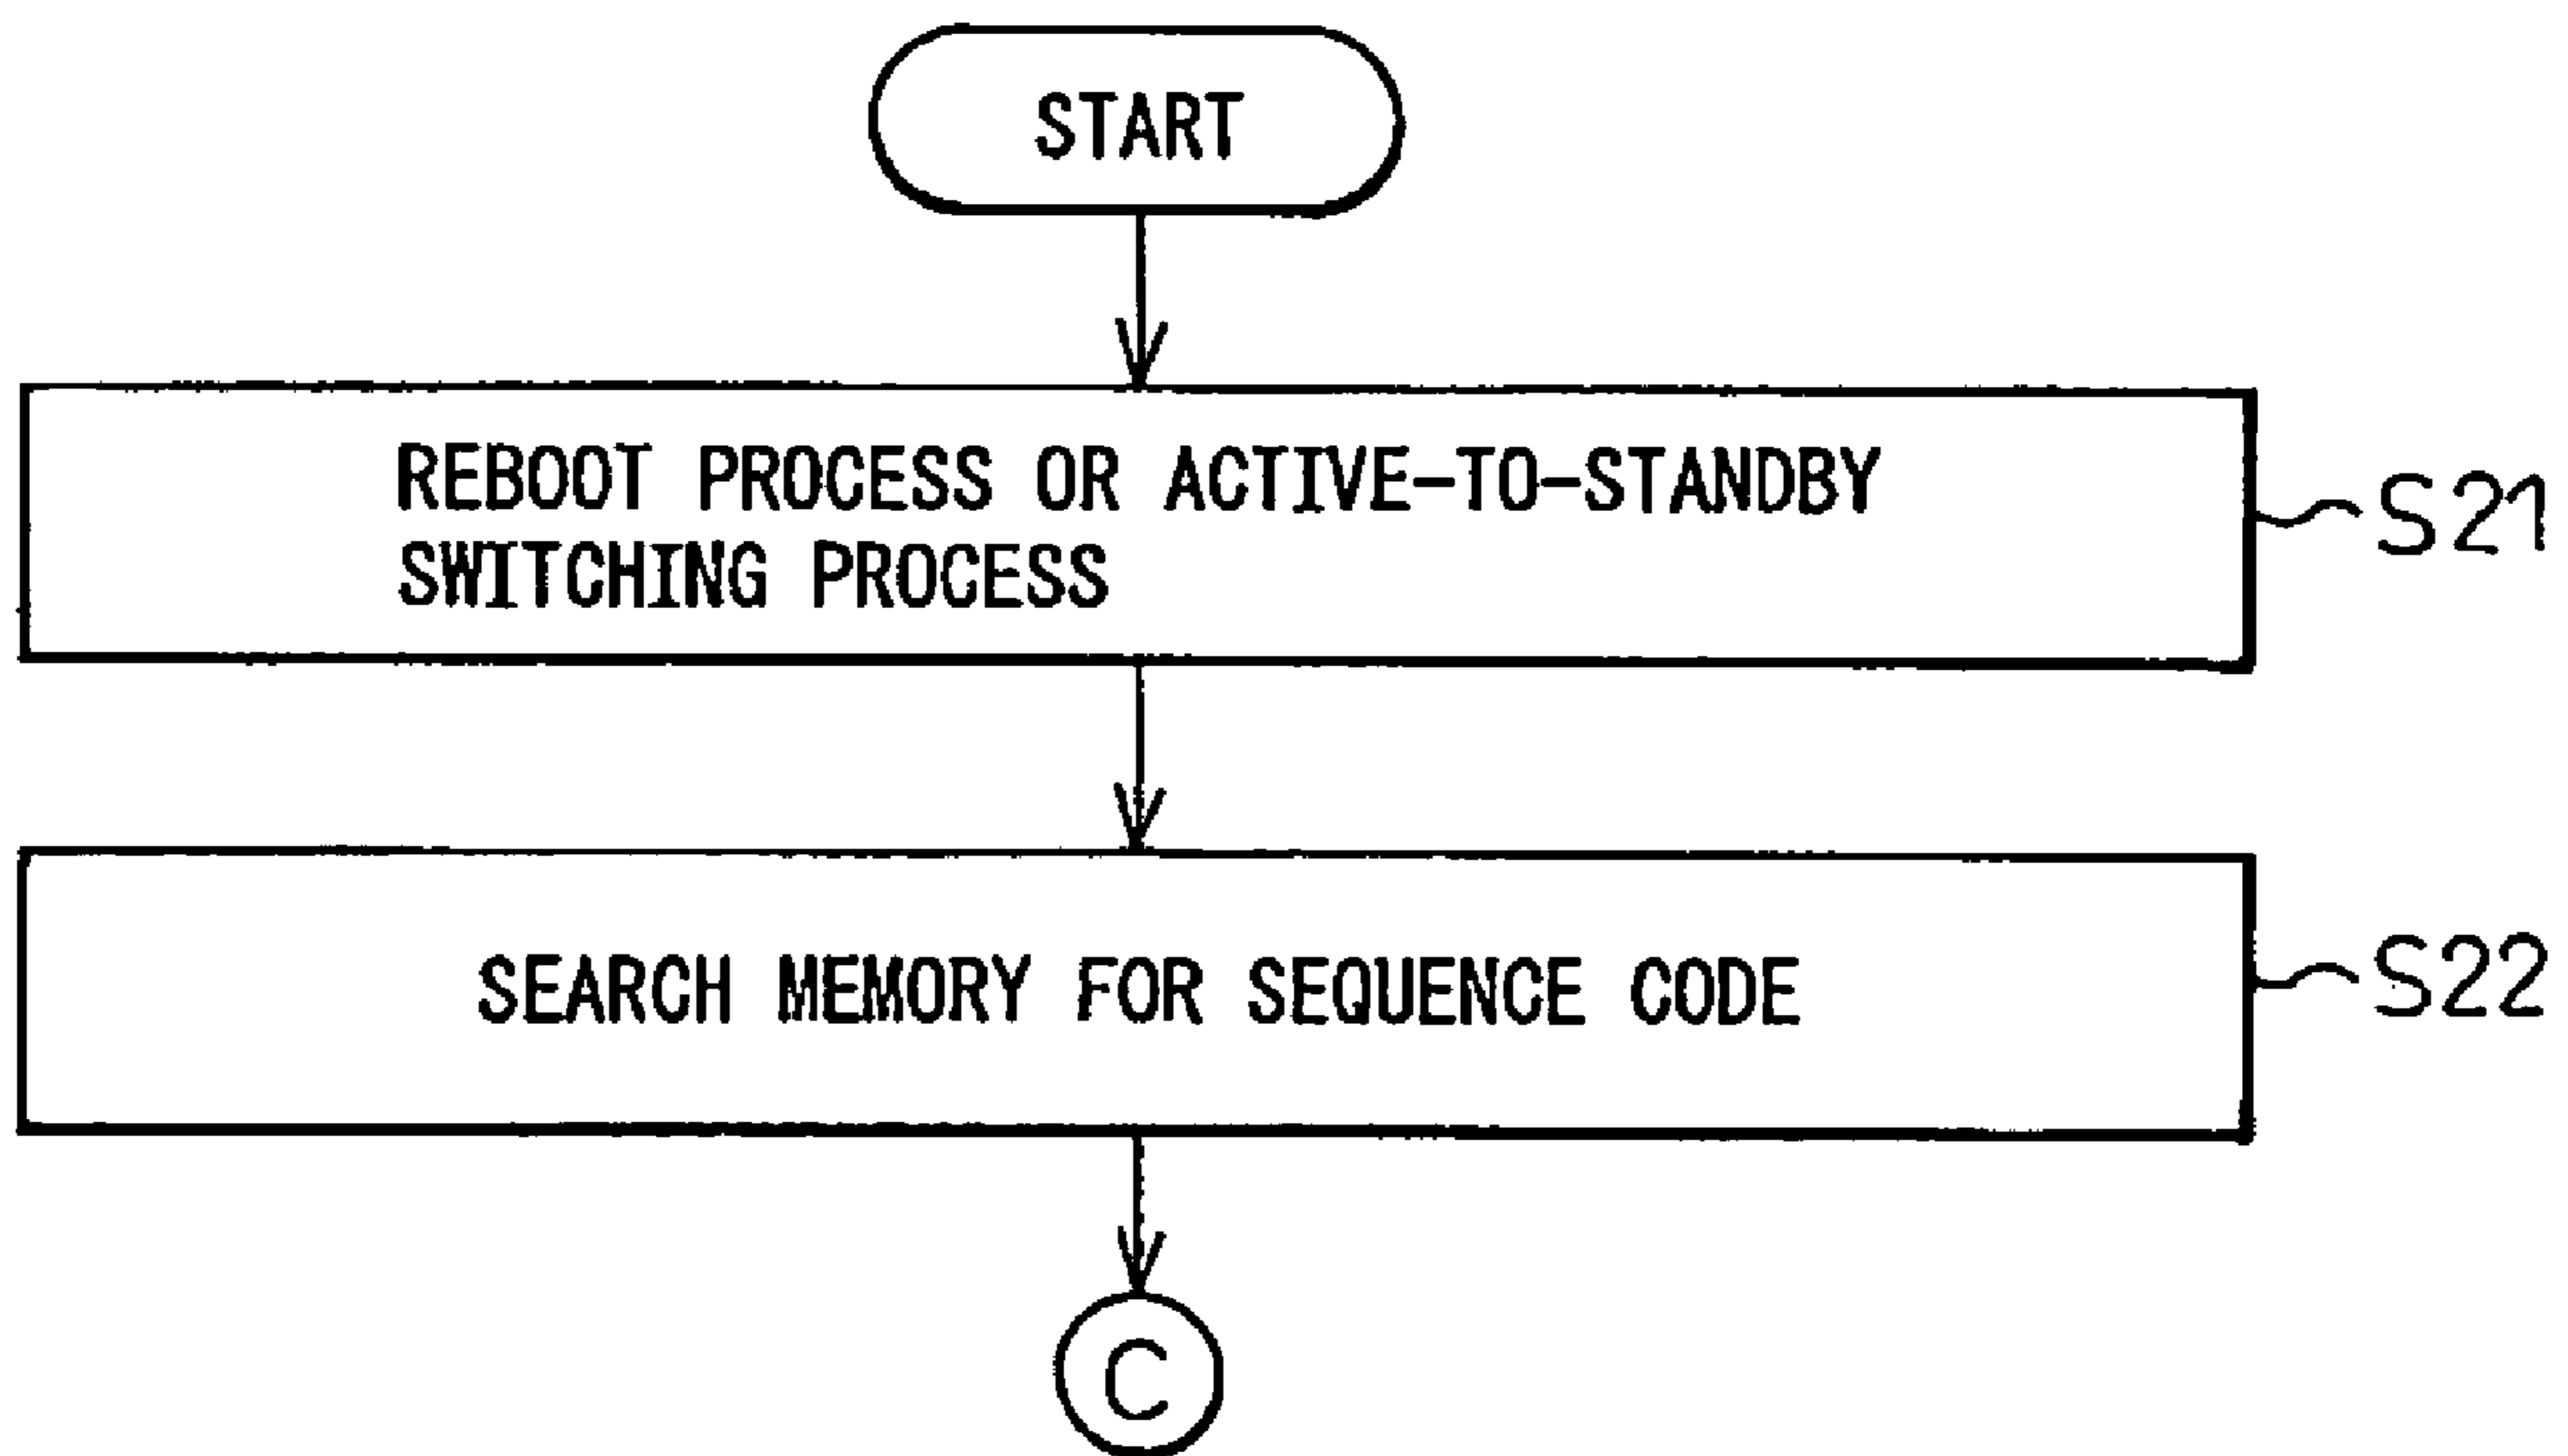 START
REBOOT PROCESS OR ACTIVE-TO-STANDBY
SWITCHING PROCESS
S21
SEARCH MEMORY FOR SEQUENCE CODE
S22
C